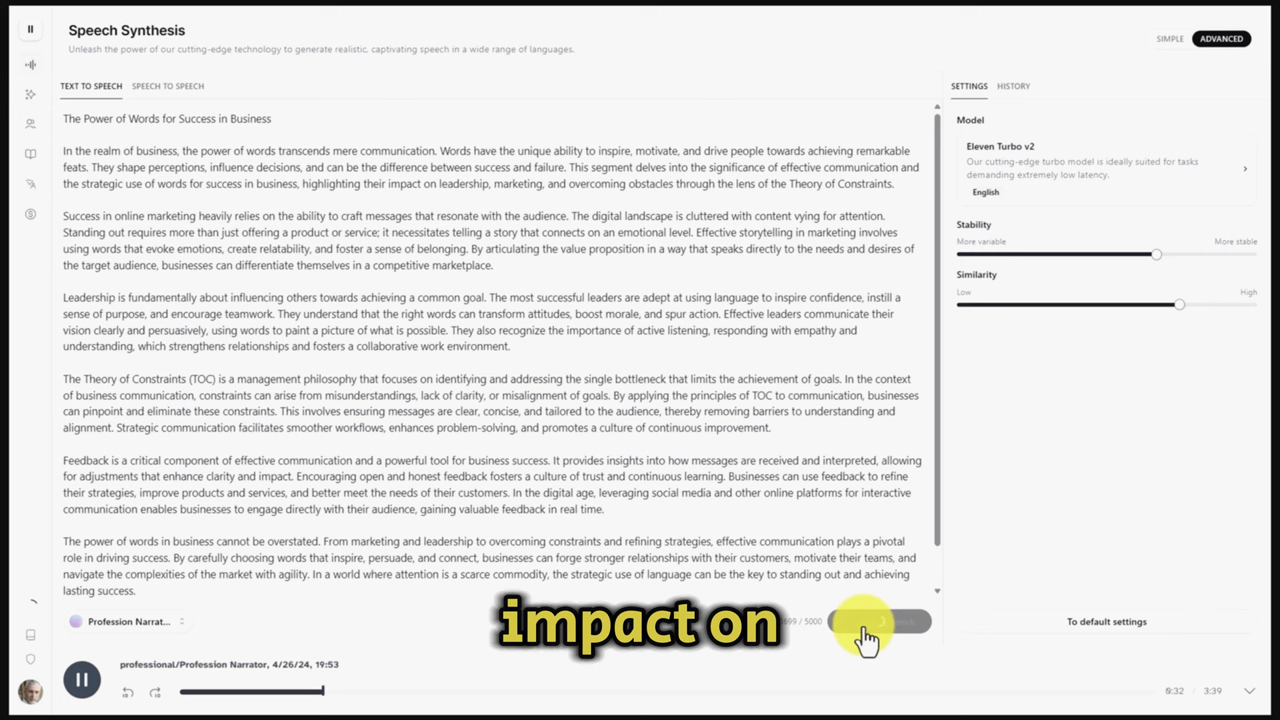 Speech Synthesis
Unleash the power of our cutting-edge technology to generate realistic, captivating speech in a wide range of languages.
SIMPLE
ADVANCED
TEXT TO SPEECH
SPEECH TO SPEECH
SETTINGS
HISTORY
The Power of Words for Success in Business
In the realm of business, the power of words transcends mere communication. Words have the unique ability to inspire, motivate, and drive people towards achieving remarkable
feats. They shape perceptions, influence decisions, and can be the difference between success and failure. This segment delves into the significance of effective communication and
the strategic use of words for success in business, highlighting their impact on leadership, marketing, and overcoming obstacles through the lens of the Theory of Constraints.
Success in online marketing heavily relies on the ability to craft messages that resonate with the audience. The digital landscape is cluttered with content vying for attention.
Standing out requires more than just offering a product or service; it necessitates telling a story that connects on an emotional level. Effective storytelling in marketing involves
using words that evoke emotions, create relatability, and foster a sense of belonging. By articulating the value proposition in a way that speaks directly to the needs and desires of
the target audience, businesses can differentiate themselves in a competitive marketplace.
Leadership is fundamentally about influencing others towards achieving a common goal. The most successful leaders are adept at using language to inspire confidence, instill a
sense of purpose, and encourage teamwork. They understand that the right words can transform attitudes, boost morale, and spur action. Effective leaders communicate their
vision clearly and persuasively, using words to paint a picture of what is possible. They also recognize the importance of active listening, responding with empathy and
understanding, which strengthens relationships and fosters a collaborative work environment.
The Theory of Constraints (TOC) is a management philosophy that focuses on identifying and addressing the single bottleneck that limits the achievement of goals. In the context
of business communication, constraints can arise from misunderstandings, lack of clarity, or misalignment of goals. By applying the principles of TOC to communication, businesses
can pinpoint and eliminate these constraints. This involves ensuring messages are clear, concise, and tailored to the audience, thereby removing barriers to understanding and
alignment. Strategic communication facilitates smoother workflows, enhances problem-solving, and promotes a culture of continuous improvement.
Feedback is a critical component of effective communication and a powerful tool for business success. It provides insights into how messages are received and interpreted, allowing
for adjustments that enhance clarity and impact. Encouraging open and honest feedback fosters a culture of trust and continuous learning. Businesses can use feedback to refine
their strategies, improve products and services, and better meet the needs of their customers. In the digital age, leveraging social media and other online platforms for interactive
communication enables businesses to engage directly with their audience, gaining valuable feedback in real time.
The power of words in business cannot be overstated. From marketing and leadership to overcoming constraints and refining strategies, effective communication plays a pivotal
role in driving success. By carefully choosing words that inspire, persuade, and connect, businesses can forge stronger relationships with their customers, motivate their teams, and
navigate the complexities of the market with agility. In a world where attention is a scarce commodity, the strategic use of language can be the key to standing out and achieving
lasting success.
Model
Eleven Turbo v2
Our cutting-edge turbo model is ideally suited for tasks
demanding extremely low latency.
English
Stability
More variable
More stable
Similarity
Low
High
To default settings
Profession Narrat...
impact on
/ 5000
professional/Profession Narrator, 4/26/24, 19:53
10
10
0:32 / 3:39